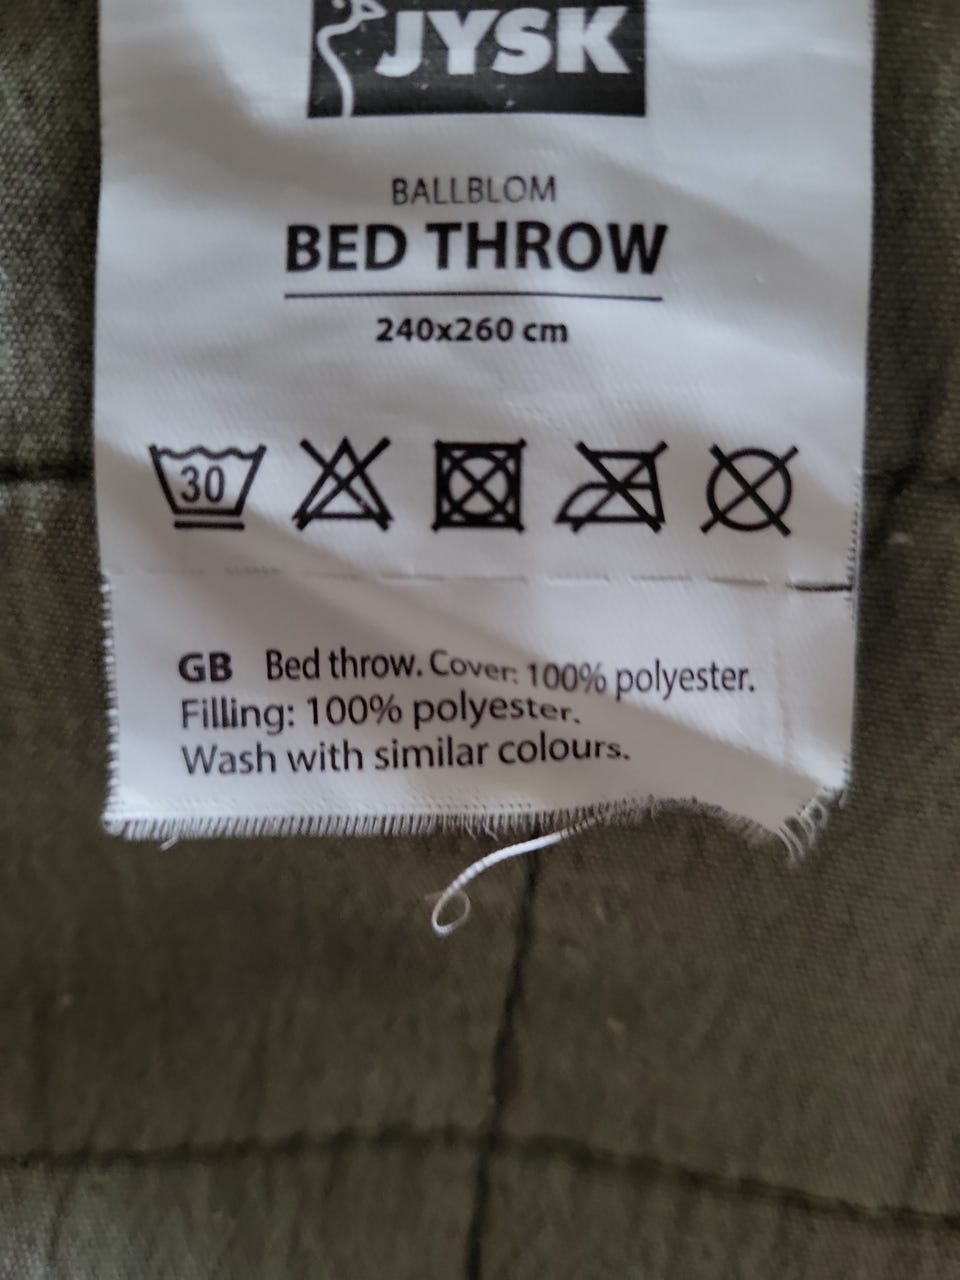 JYSK
BALLBLOM
BED THROW
240x260 cm
30
GB Bed throw. Cover: 100% polyester.
Filling: 100% polyester.
Wash with similar colours.